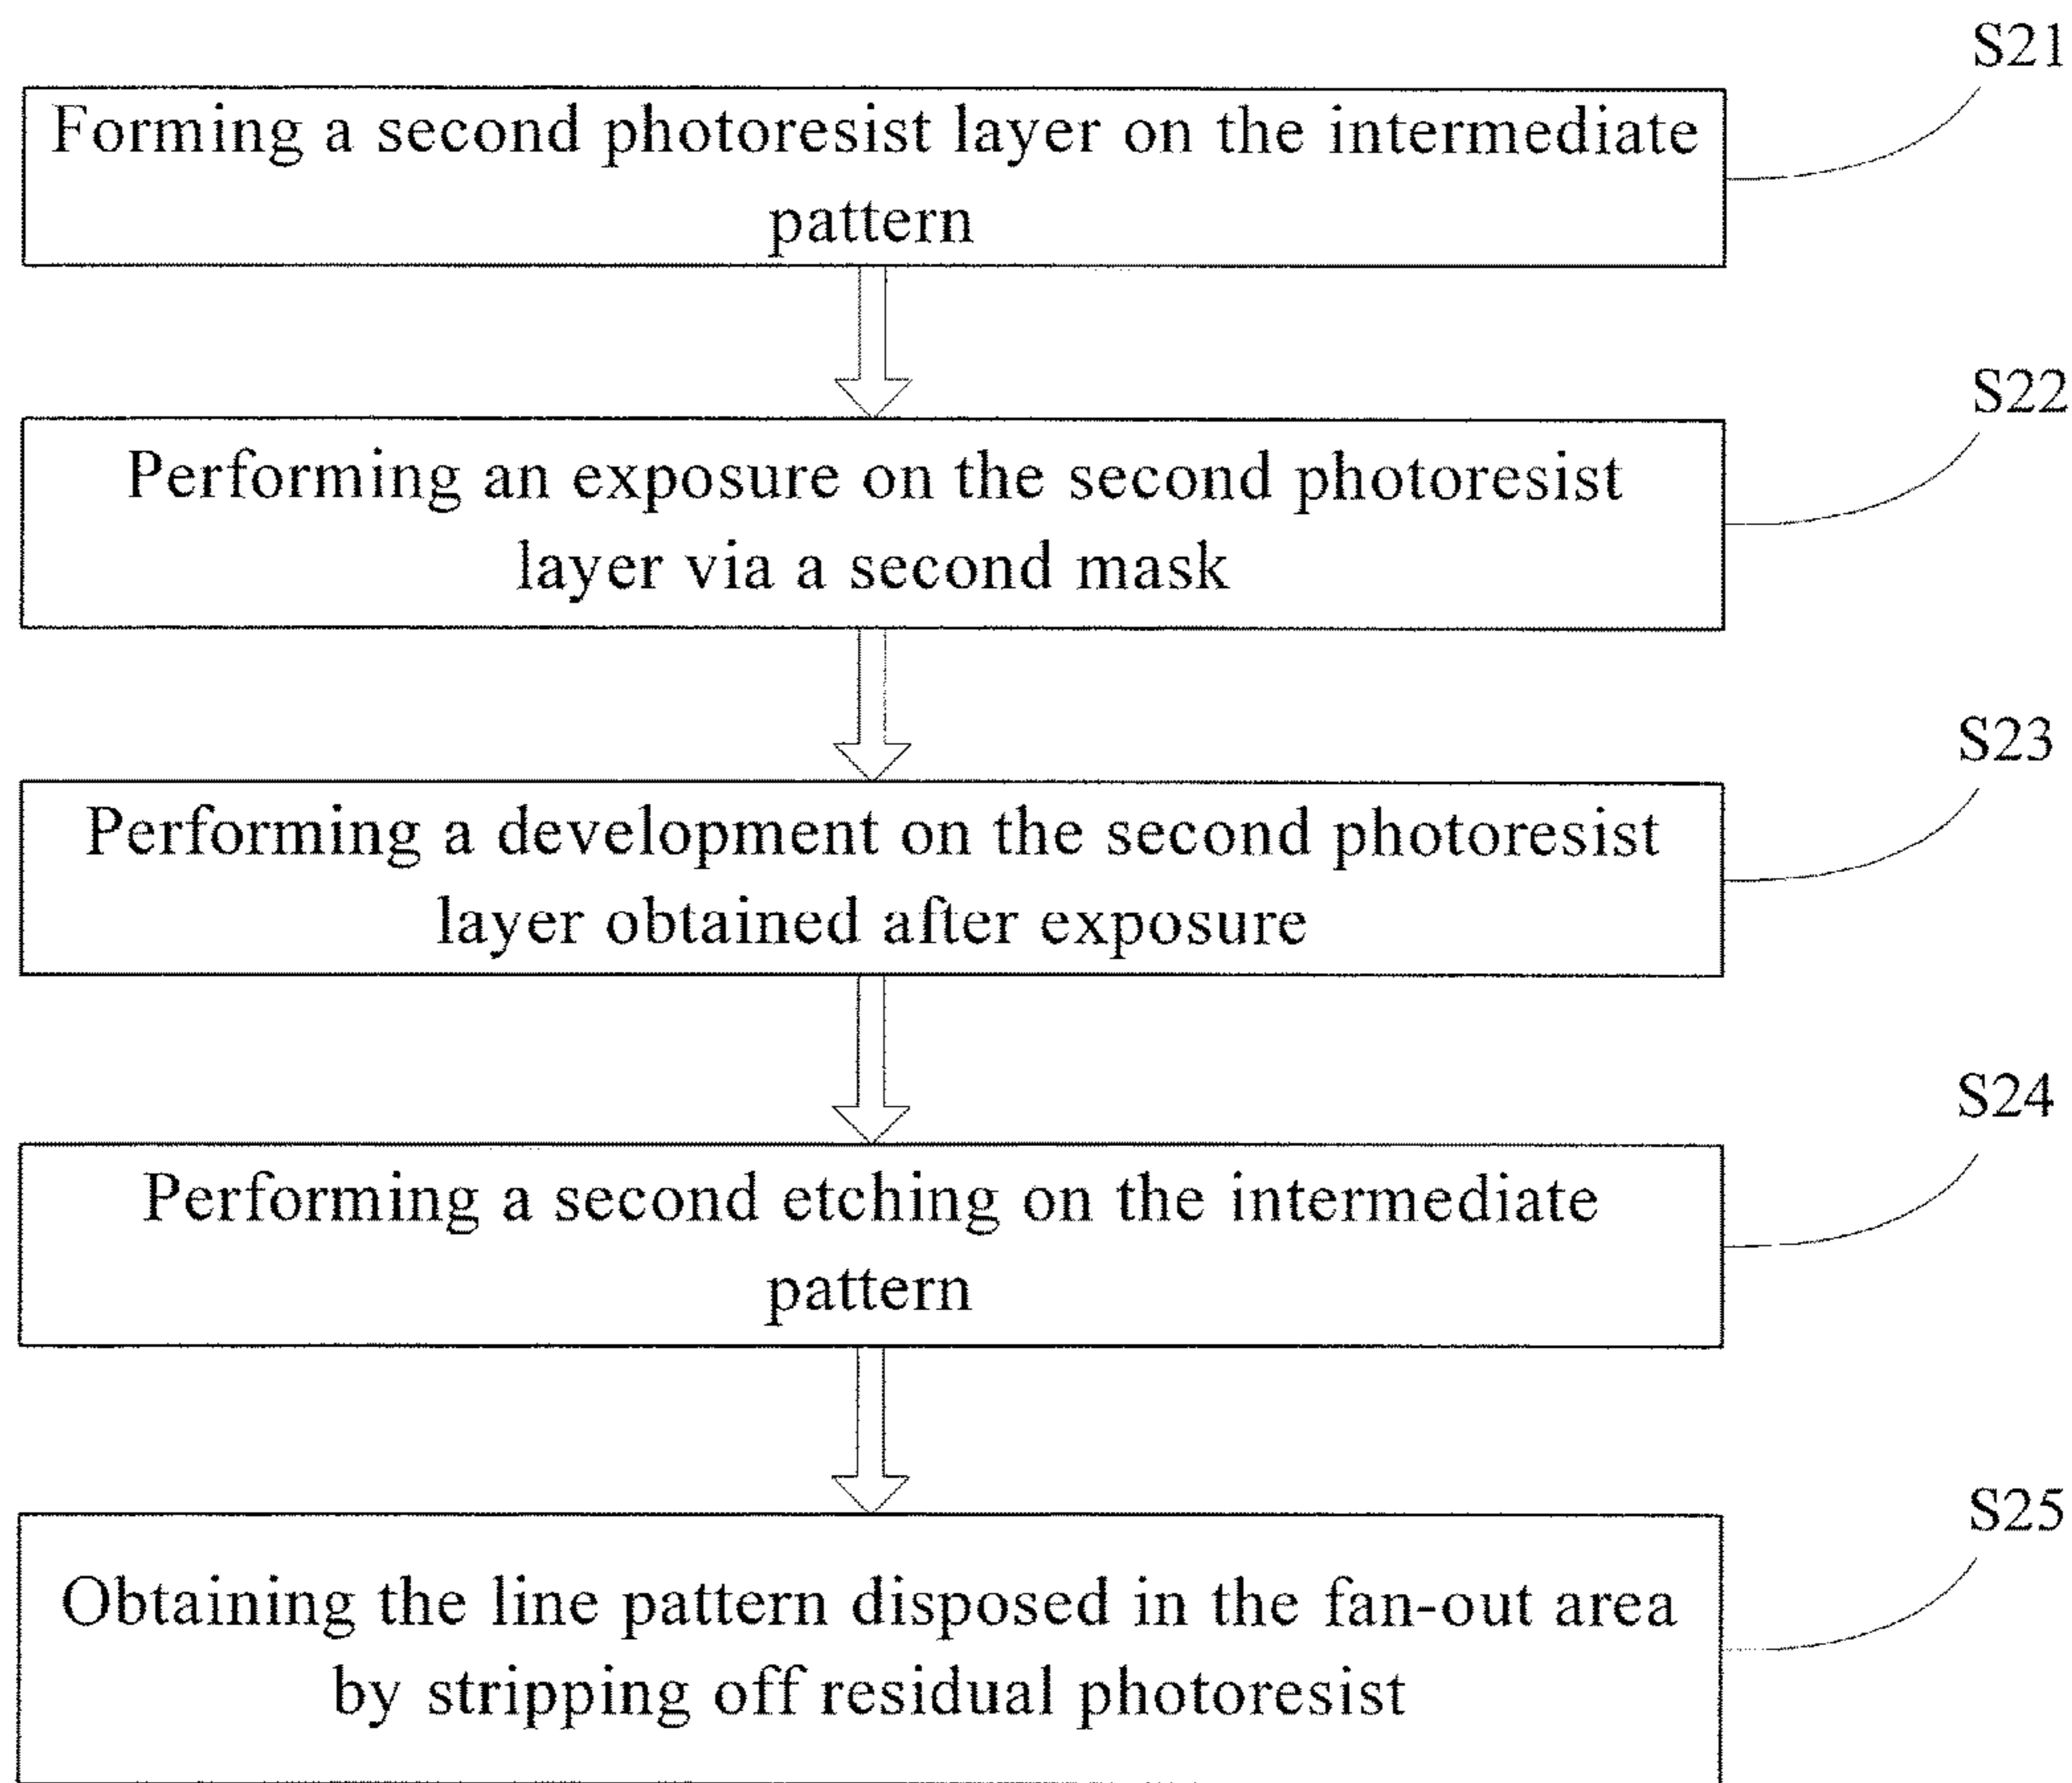 S21
Forming a second photoresist layer on the intermediate
pattern
S22
Performing an exposure on the second photoresist
layer via a second mask
S23
Performing a development on the second photoresist
layer obtained after exposure
S24
Performing a second etching on the intermediate
pattern
S25
Obtaining the line pattern disposed in the fan-out area
by stripping off residual photoresist